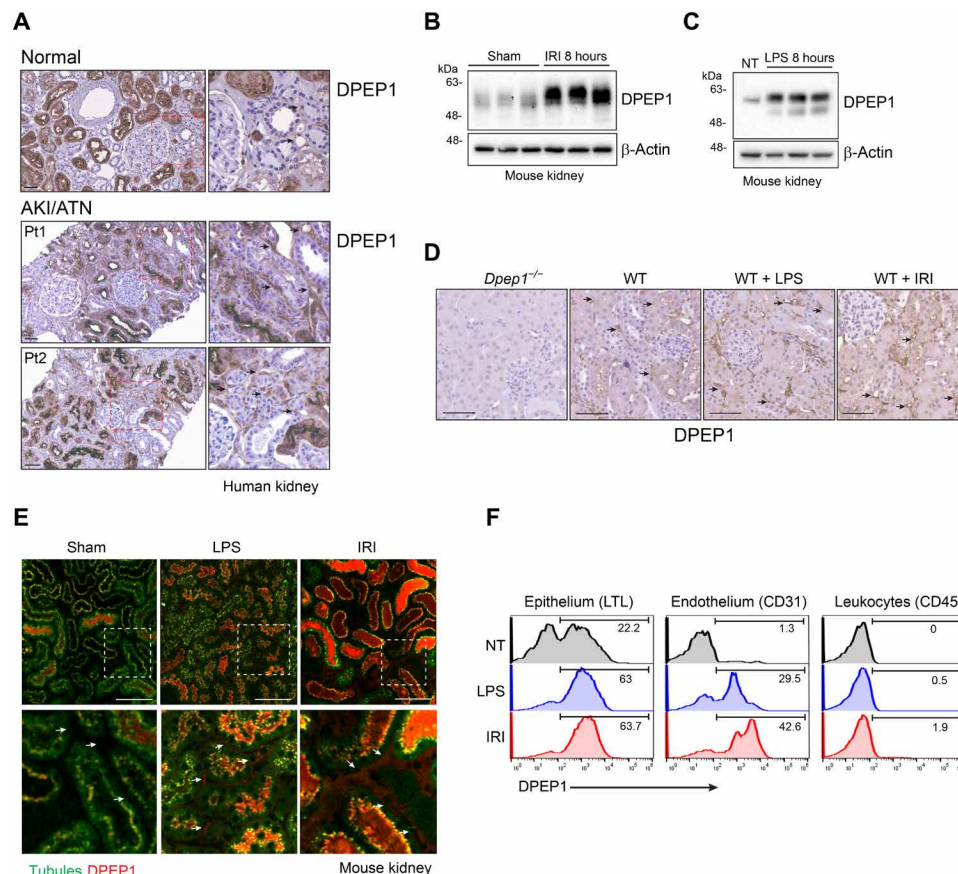 A
Normal
DPEP1
AKI/ATN
Pt1
DPEP1
Pt2
Human kidney
B
Sham
IRI 8 hours
kDa
63-
DPEP1
48-
48-
β-Actin
Mouse kidney
C
NT
LPS 8 hours
kDa
63-
DPEP1
48-
48-
β-Actin
Mouse kidney
D
Dpep1–/–
WT
WT + LPS
WT + IRI
DPEP1
E
Sham
LPS
IRI
Tubules DPEP1
Mouse kidney
F
Epithelium (LTL)
Endothelium (CD31)
Leukocytes (CD45
NT
22.2
1.3
0
LPS
63
29.5
0.5
IRI
63.7
42.6
1.9
DPEP1